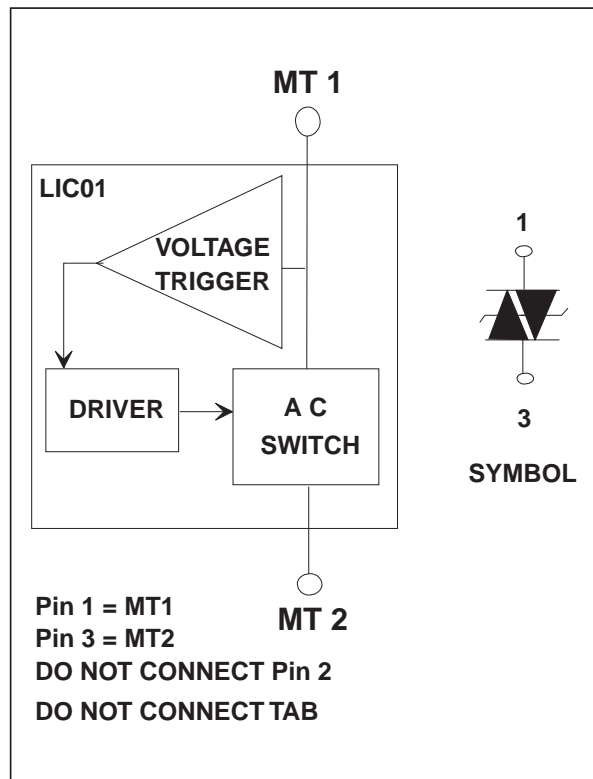 MT 1
LIC01
VOLTAGE
TRIGGER
DRIVER
A C
SWITCH
MT 2
1
3
SYMBOL
Pin 1 = MT1
Pin 3 = MT2
DO NOT CONNECT Pin 2
DO NOT CONNECT TAB